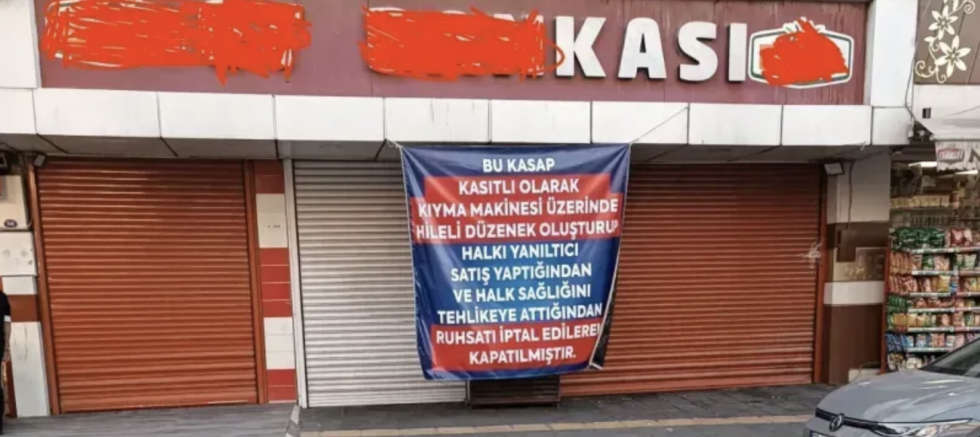 KASI
BU KASAP
KASITLI OLARAK
KIYMA MAKİNESİ ÜZERİNDE
HİLELİ DÜZENEK OLUŞTURUP
HALKI YANILTICI
SATIŞ YAPTIĞINDAN
VE HALK SAĞLIĞINI
TEHLİKEYE ATTIĞINDAN
RUHSATI İPTAL EDİLEREK
KAPATILMIŞTIR.